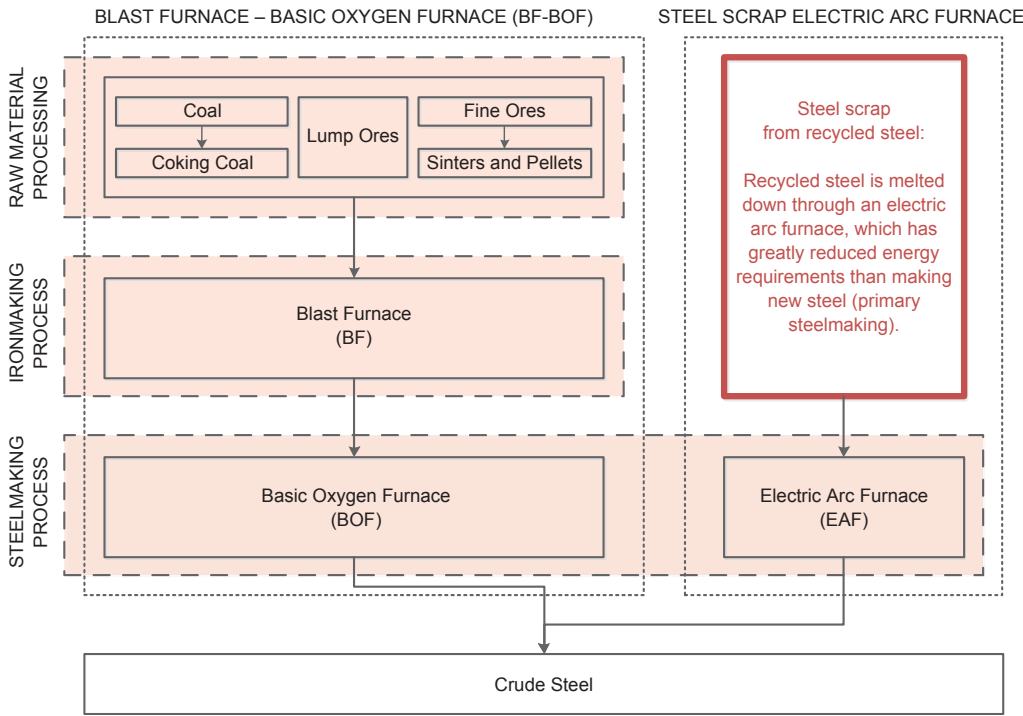 BLAST FURNACE – BASIC OXYGEN FURNACE (BF-BOF)
STEEL SCRAP ELECTRIC ARC FURNACE
RAW MATERIAL
PROCESSING
Coal
Coking Coal
Lump Ores
Fine Ores
Sinters and Pellets
Steel scrap
from recycled steel:
Recycled steel is melted
down through an electric
arc furnace, which has
greatly reduced energy
requirements than making
new steel (primary
steelmaking).
IRONMAKING
PROCESS
Blast Furnace
(BF)
STEELMAKING
PROCESS
Basic Oxygen Furnace
(BOF)
Electric Arc Furnace
(EAF)
Crude Steel